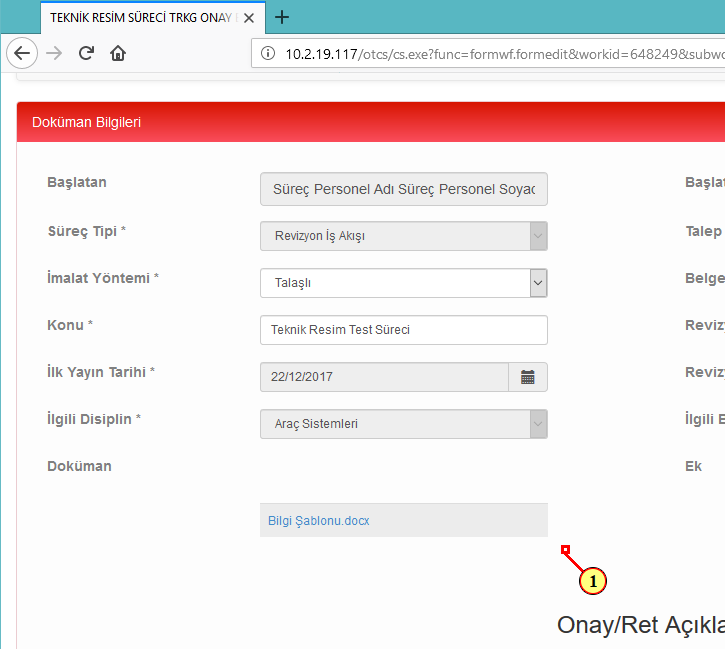 TEKNİK RESİM SÜRECİ TRKG ONAY
10.2.19.117/otcs/cs.exe?func=formwf.formedit&workid=648249&subwo
Doküman Bilgileri
Başlatan
Süreç Personel Adı Süreç Personel Soyad
Başla
Süreç Tipi *
Revizyon İş Akışı
Talep
İmalat Yöntemi *
Talaşlı
Belge
Konu *
Teknik Resim Test Süreci
Reviz
İlk Yayın Tarihi *
22/12/2017
Reviz
İlgili Disiplin *
Araç Sistemleri
İlgili E
Doküman
Ek
Bilgi Şablonu.docx
1
Onay/Ret Açıkla